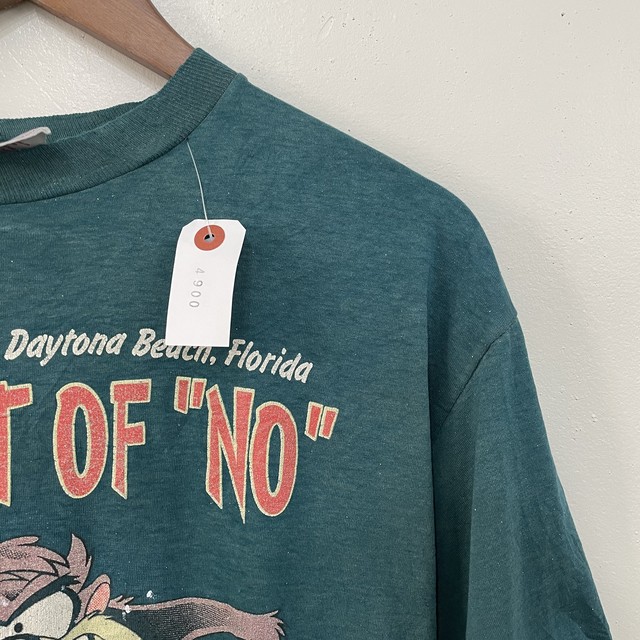 4900
Daytona Beach, Florida
T OF "NO"